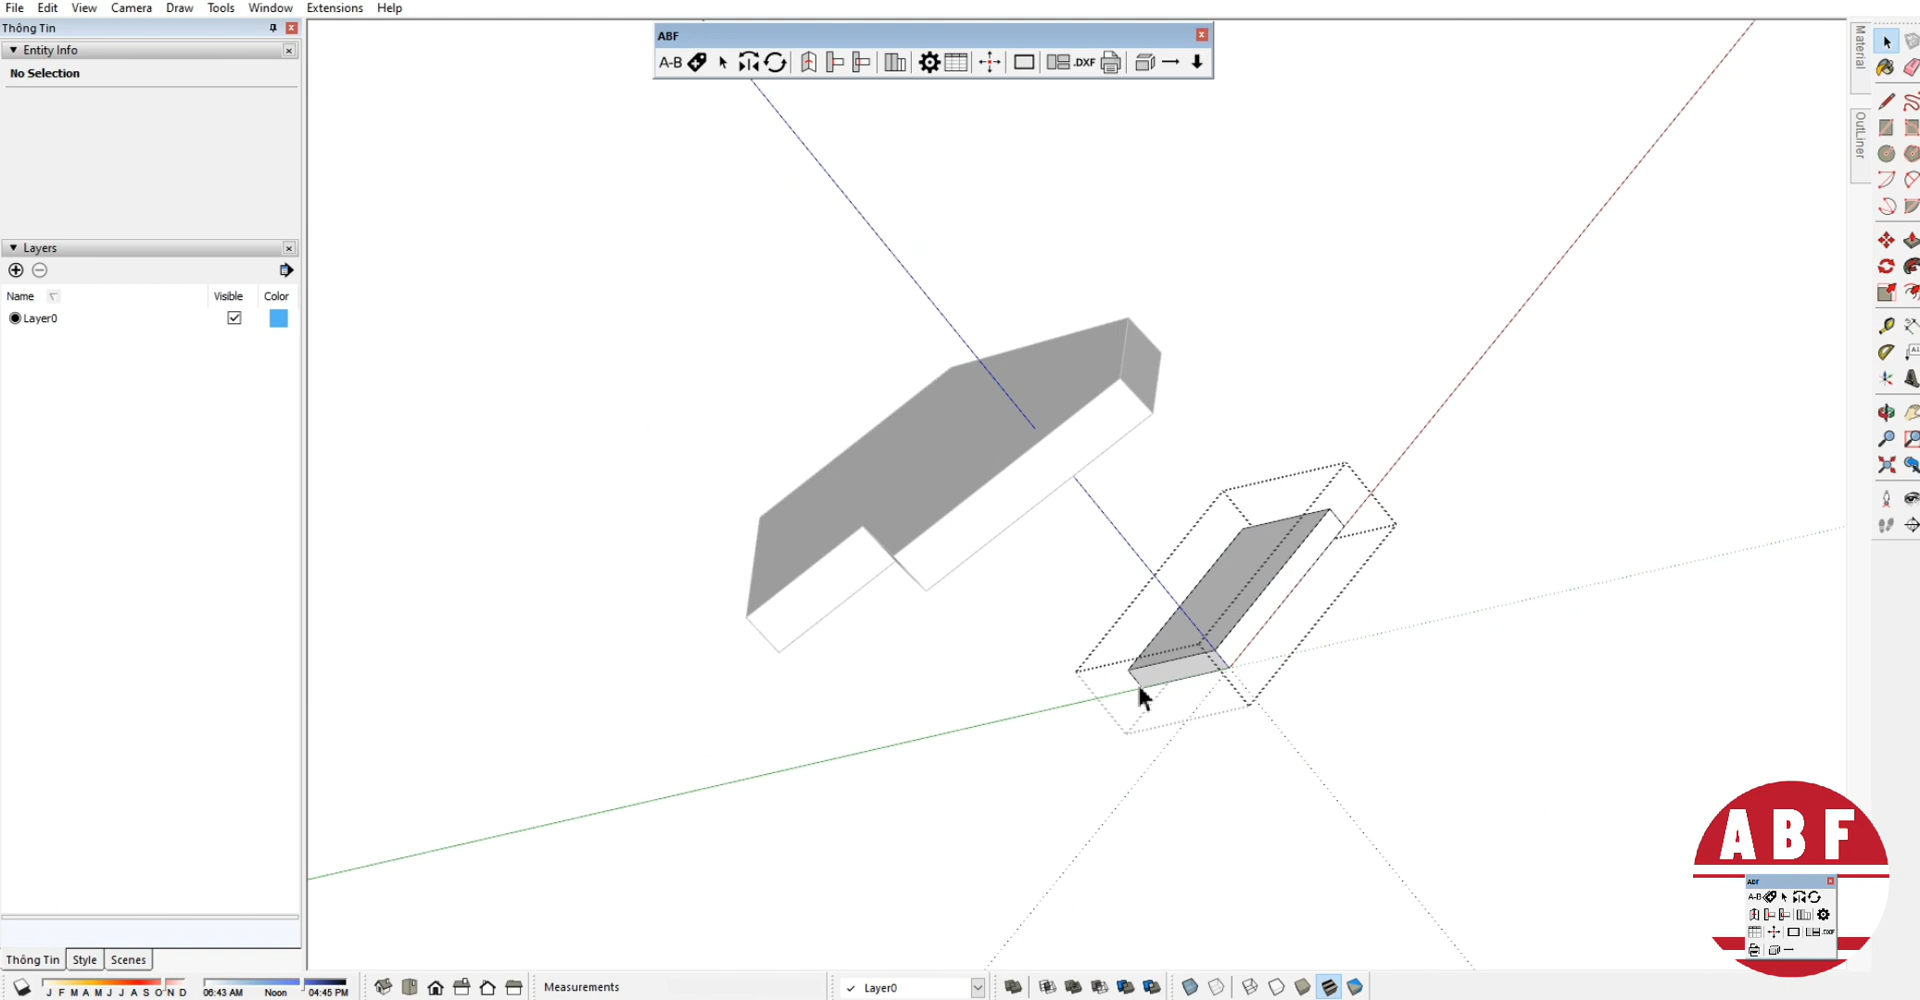 File Edit View Camera Draw Tools Window Extensions Help
Thông Tin
ABF
Entity Info
No Selection
A-B .DXF
Material
OutLiner
Layers
Name Visible Color
Layer0
ABF
ABF
A-B
.DXF
Thông Tin Style Scenes
J F M A M J J A S O N D 06:43 AM Noon 04:45 PM Measurements Layer0